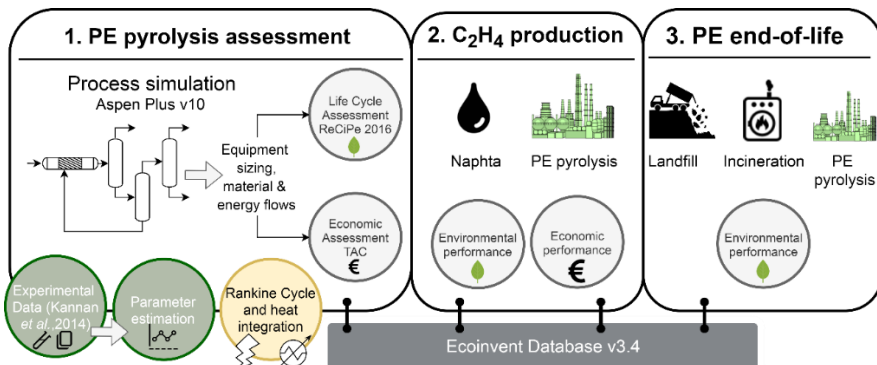 1. PE pyrolysis assessment
Process simulation
Aspen Plus v10
Equipment
sizing,
material &
energy flows
Life Cycle
Assessment
ReCiPe 2016
Economic
Assessment
TAC
€
Experimental
Data (Kannan
et al.,2014)
Parameter
estimation
Rankine Cycle
and heat
integration
2. C₂H₄ production
Naphta
PE pyrolysis
Environmental
performance
Economic
performance
€
3. PE end-of-life
Landfill
Incineration
PE
pyrolysis
Environmental
performance
Ecoinvent Database v3.4